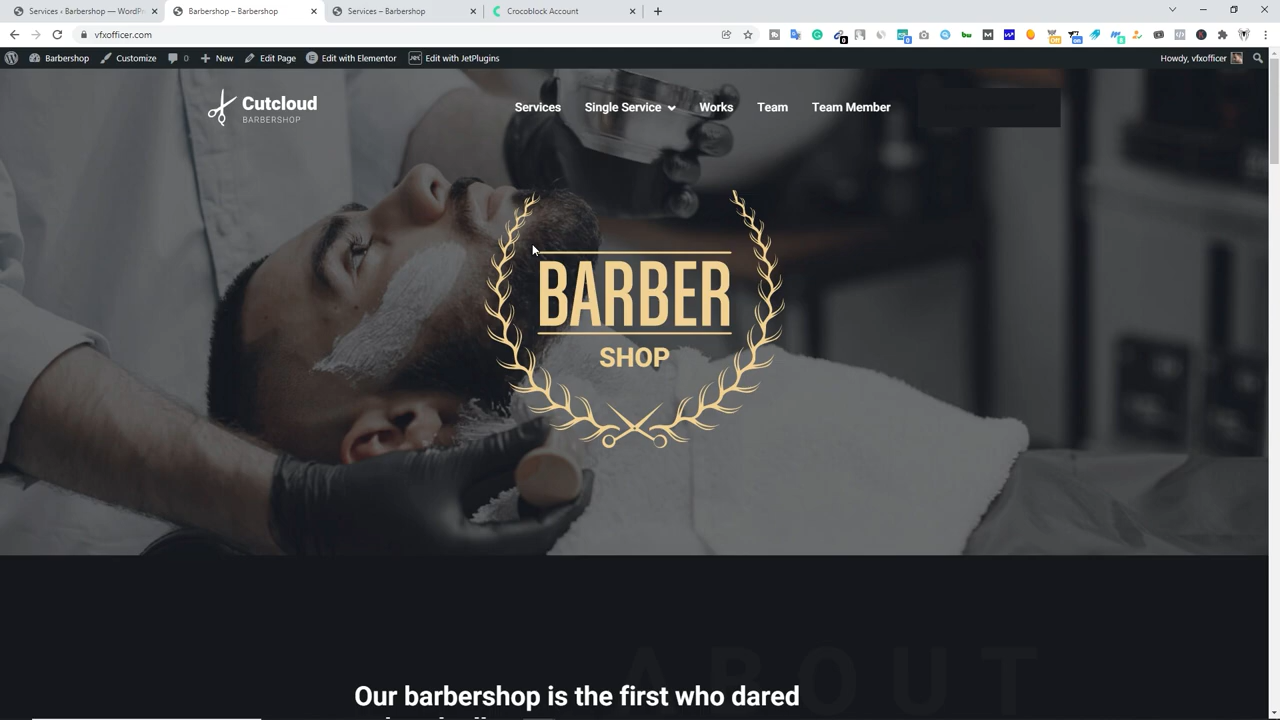 Services ‹ Barbershop — WordPr
Barbershop – Barbershop
Services – Barbershop
Crocoblock Account
vfxofficer.com
Barbershop
Customize
0
New
Edit Page
Edit with Elementor
Edit with JetPlugins
Howdy, vfxofficer
Cutcloud
BARBERSHOP
Services
Single Service
Works
Team
Team Member
BARBER
SHOP
ABOUT
Our barbershop is the first who dared